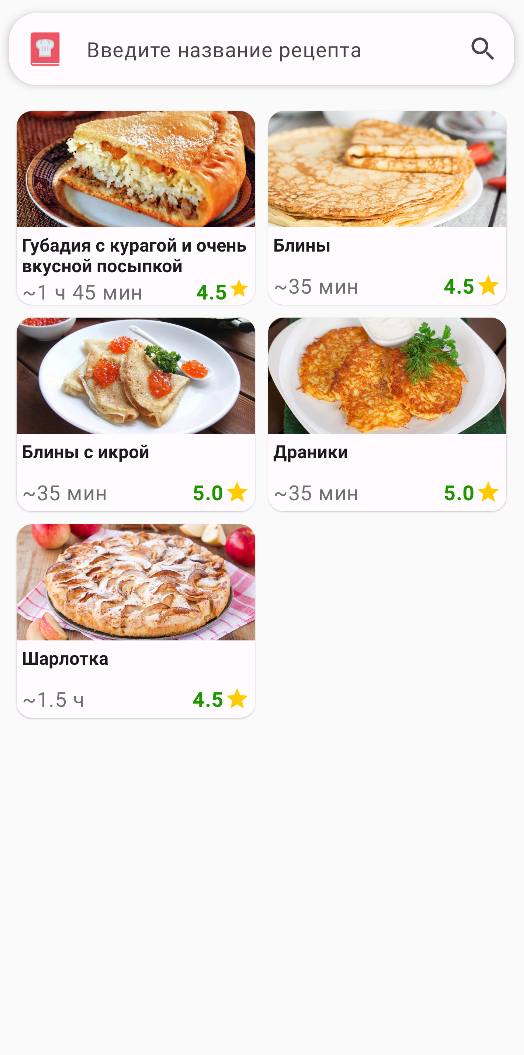 Введите название рецепта
Губадия с курагой и очень
вкусной посыпкой
~1 ч 45 мин 4.5
Блины
~35 мин 4.5
Блины с икрой
~35 мин 5.0
Драники
~35 мин 5.0
Шарлотка
~1.5 ч 4.5